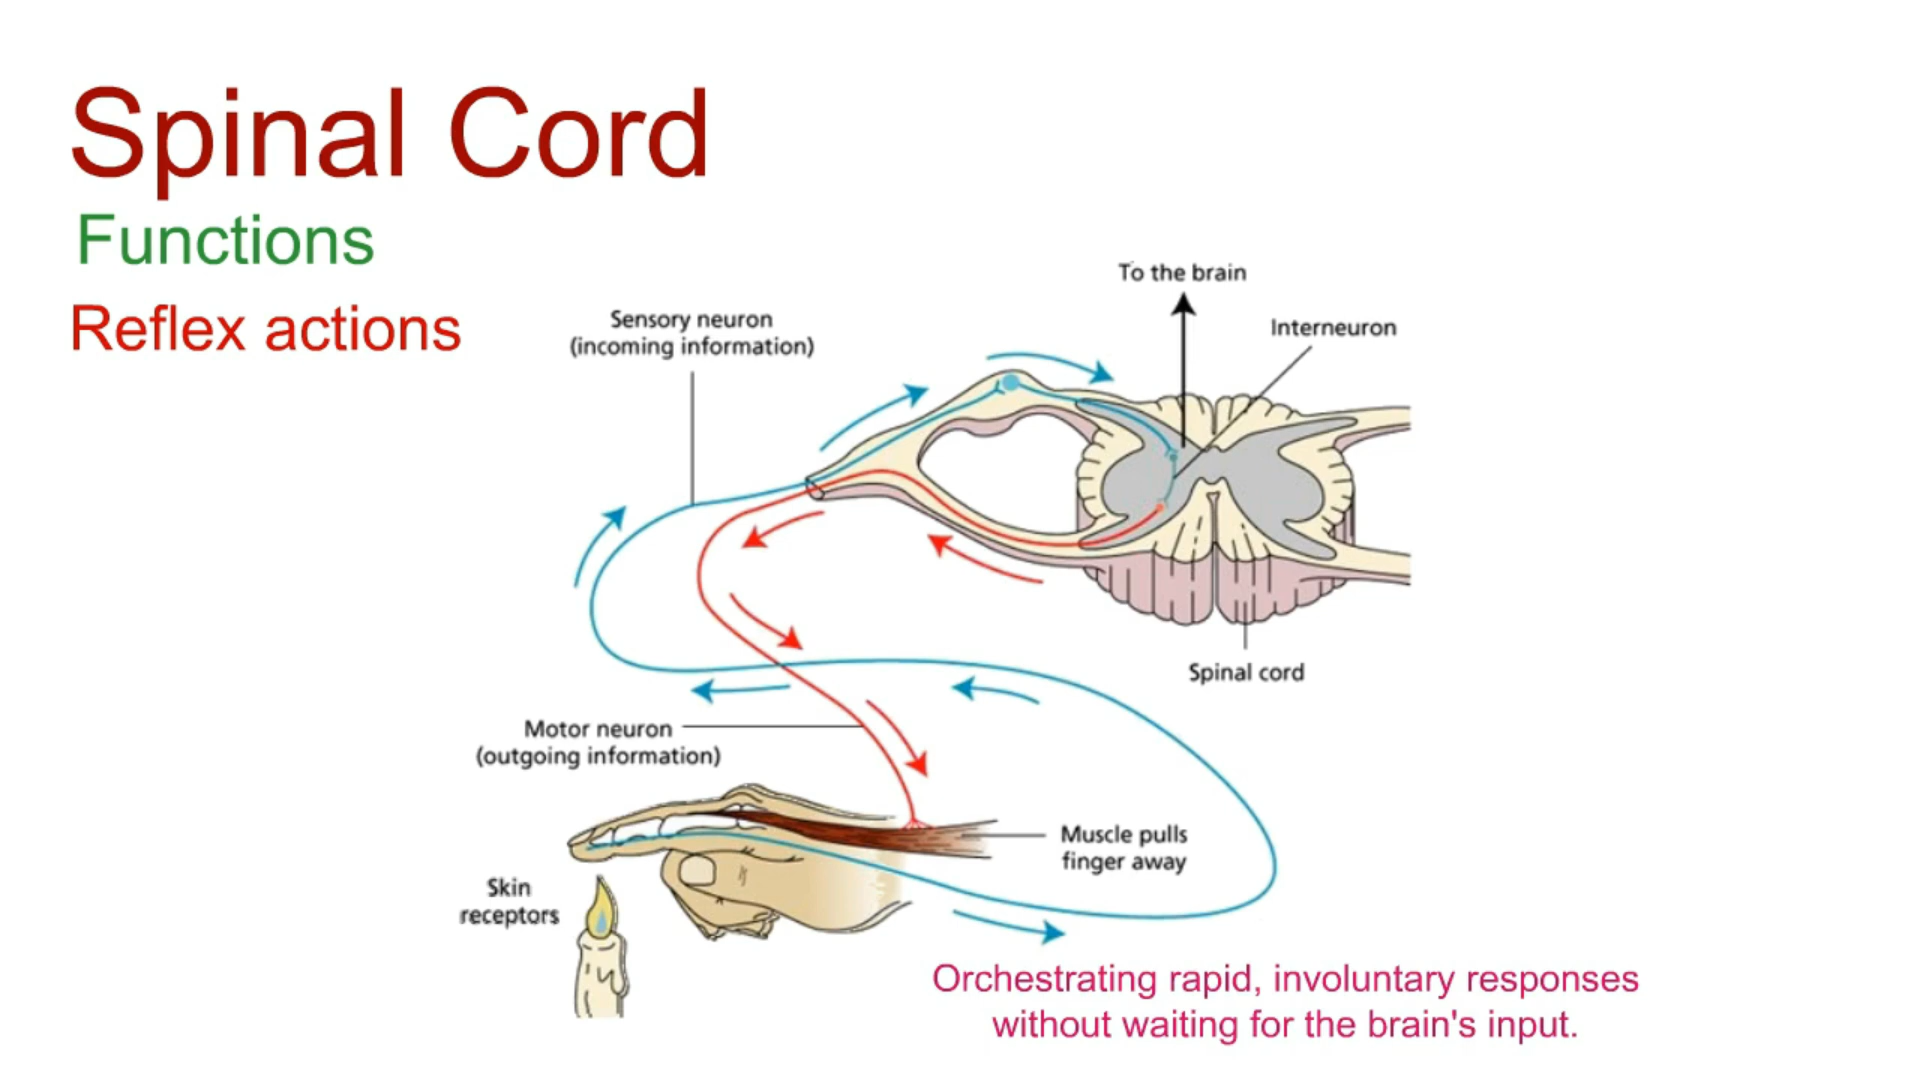 Spinal Cord
Functions
Reflex actions
To the brain
Interneuron
Sensory neuron
(incoming information)
Spinal cord
Motor neuron
(outgoing information)
Muscle pulls
finger away
Skin
receptors
Orchestrating rapid, involuntary responses
without waiting for the brain's input.